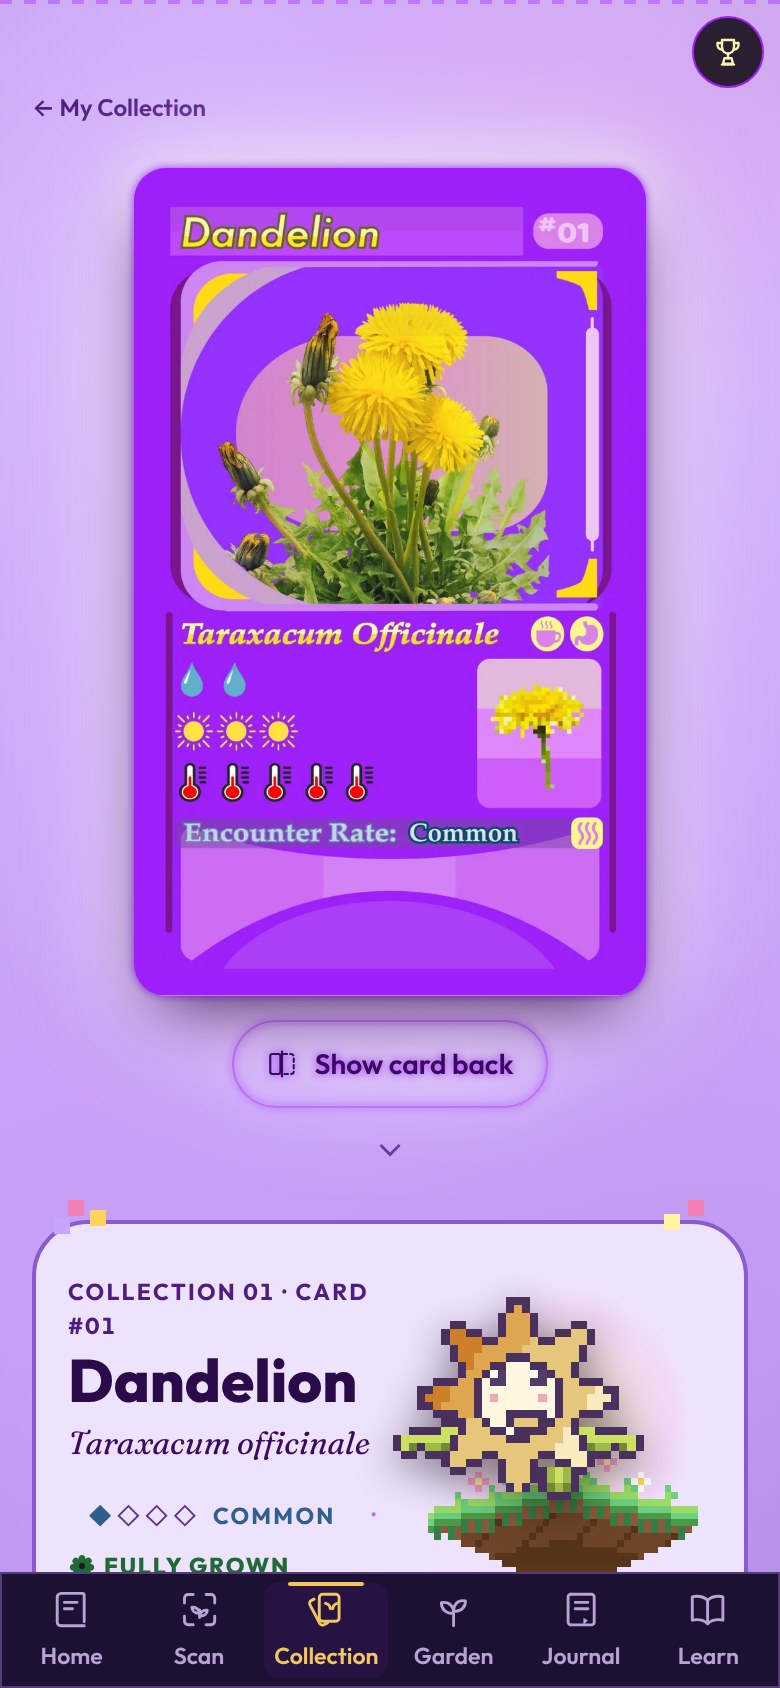 ← My Collection
Dandelion
#01
Taraxacum Officinale
Encounter Rate: Common
Show card back
COLLECTION 01 · CARD
#01
Dandelion
Taraxacum officinale
COMMON
FULLY GROWN
Home
Scan
Collection
Garden
Journal
Learn